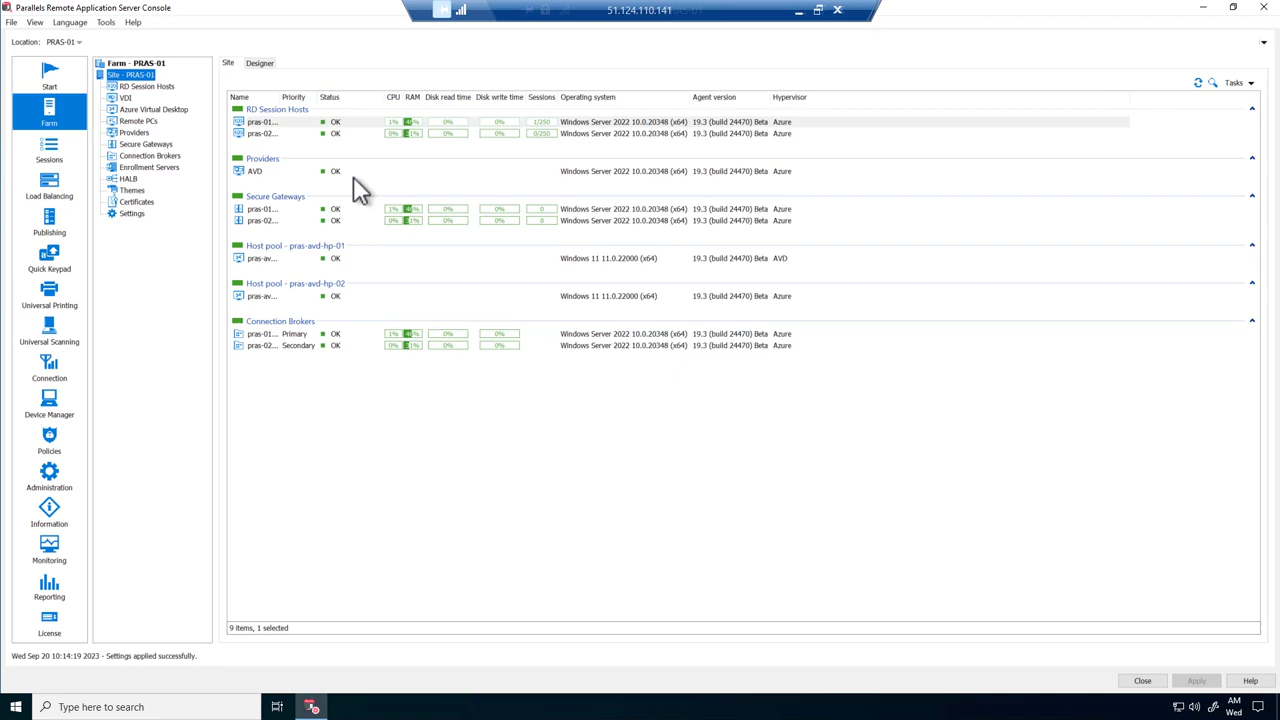 Parallels Remote Application Server Console
51.124.110.141
File View Language Tools Help
Location: PRAS-01
Start
Farm
Sessions
Load Balancing
Publishing
Quick Keypad
Universal Printing
Universal Scanning
Connection
Device Manager
Policies
Administration
Information
Monitoring
Reporting
License
Farm - PRAS-01
Site - PRAS-01
RD Session Hosts
VDI
Azure Virtual Desktop
Remote PCs
Providers
Secure Gateways
Connection Brokers
Enrollment Servers
HALB
Themes
Certificates
Settings
Site Designer
Tasks
Name Priority Status CPU RAM Disk read time Disk write time Sessions Operating system Agent version Hypervisor
RD Session Hosts
pras-01... OK 1% 0% 0% 1/250 Windows Server 2022 10.0.20348 (x64) 19.3 (build 24470) Beta Azure
pras-02... OK 0% 0% 0% 0/250 Windows Server 2022 10.0.20348 (x64) 19.3 (build 24470) Beta Azure
Providers
AVD OK Windows Server 2022 10.0.20348 (x64) 19.3 (build 24470) Beta Azure
Secure Gateways
pras-01... OK 1% 0% 0% 0 Windows Server 2022 10.0.20348 (x64) 19.3 (build 24470) Beta Azure
pras-02... OK 0% 0% 0% 0 Windows Server 2022 10.0.20348 (x64) 19.3 (build 24470) Beta Azure
Host pool - pras-avd-hp-01
pras-av... OK Windows 11 11.0.22000 (x64) 19.3 (build 24470) Beta AVD
Host pool - pras-avd-hp-02
pras-av... OK Windows 11 11.0.22000 (x64) 19.3 (build 24470) Beta Azure
Connection Brokers
pras-01... Primary OK 1% 0% 0% Windows Server 2022 10.0.20348 (x64) 19.3 (build 24470) Beta Azure
pras-02... Secondary OK 0% 0% 0% Windows Server 2022 10.0.20348 (x64) 19.3 (build 24470) Beta Azure
9 items, 1 selected
Wed Sep 20 10:14:19 2023 - Settings applied successfully.
Close Apply Help
Type here to search
AM
Wed